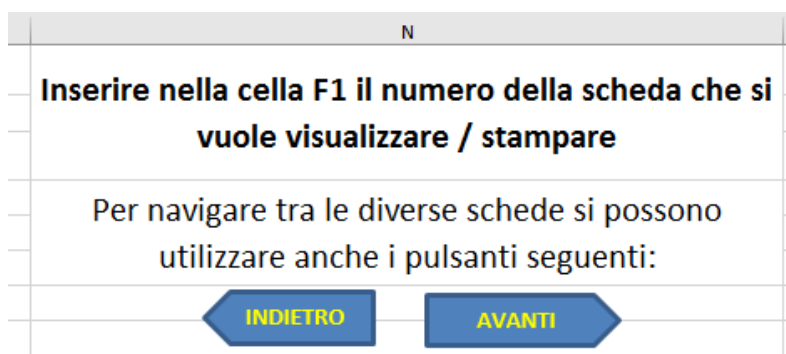 N
Inserire nella cella F1 il numero della scheda che si
vuole visualizzare / stampare
Per navigare tra le diverse schede si possono
utilizzare anche i pulsanti seguenti:
INDIETRO
AVANTI